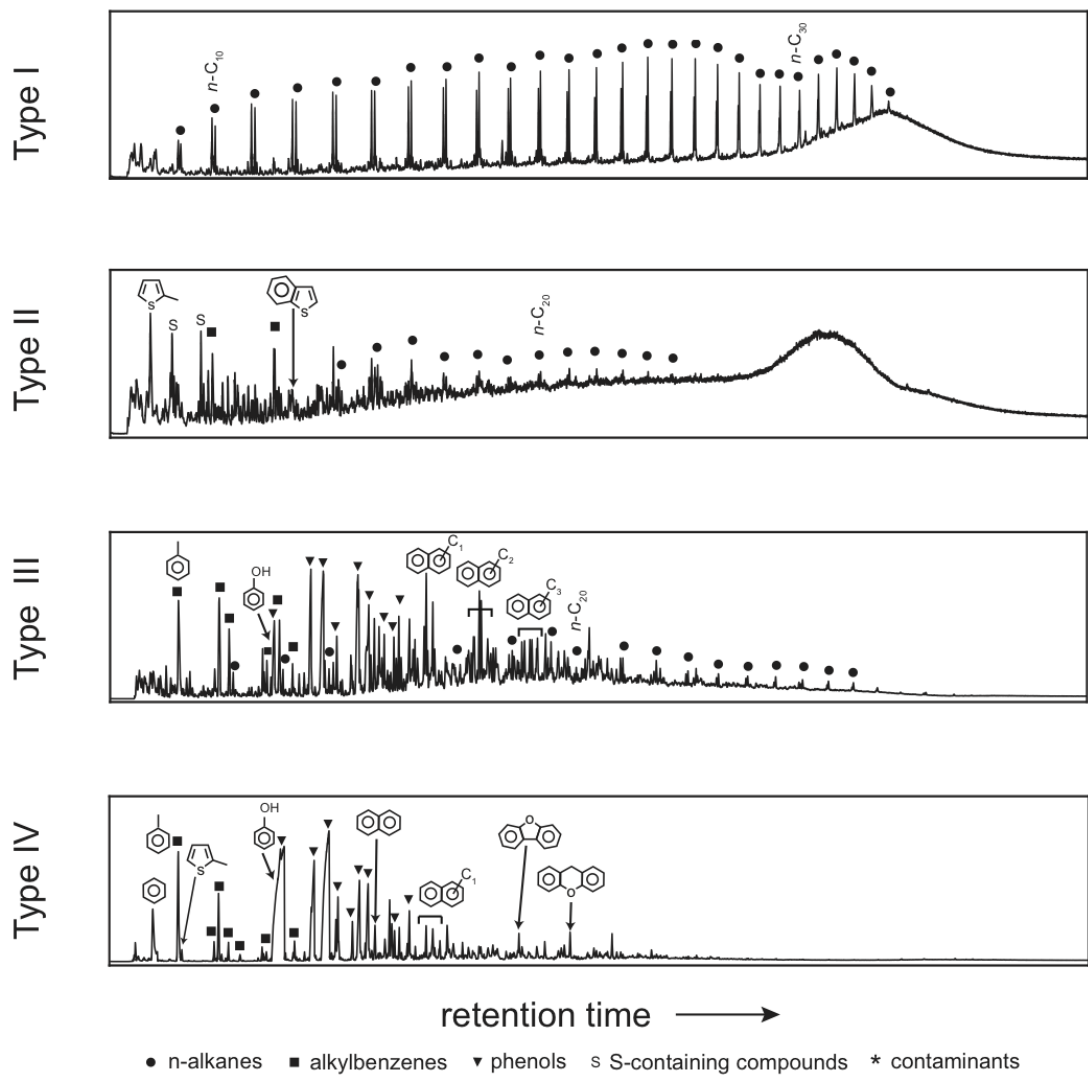 Type I
n-C10
n-C30
Type II
S
S
S
S
n-C20
Type III
OH
C1
C2
C3
n-C20
Type IV
S
OH
C1
O
O
retention time
n-alkanes alkylbenzenes phenols S S-containing compounds * contaminants